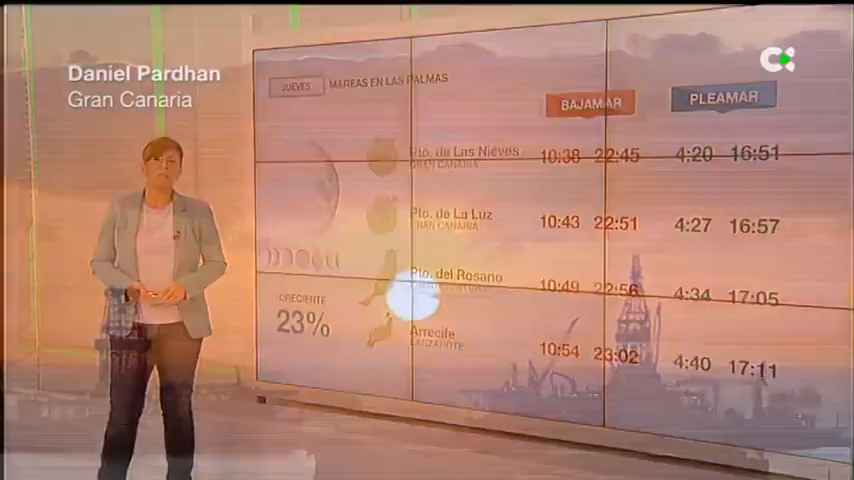 Daniel Pardhan
Gran Canaria
JUEVES MAREAS EN LAS PALMAS
BAJAMAR PLEAMAR
Pto. de Las Nieves 10:38 22:45 4:20 16:51
GRAN CANARIA
Pto. de La Luz 10:43 22:51 4:27 16:57
GRAN CANARIA
Pto. del Rosario 10:49 22:56 4:34 17:05
CRECIENTE
23%
Arrecife 10:54 23:02 4:40 17:11
LANZAROTE